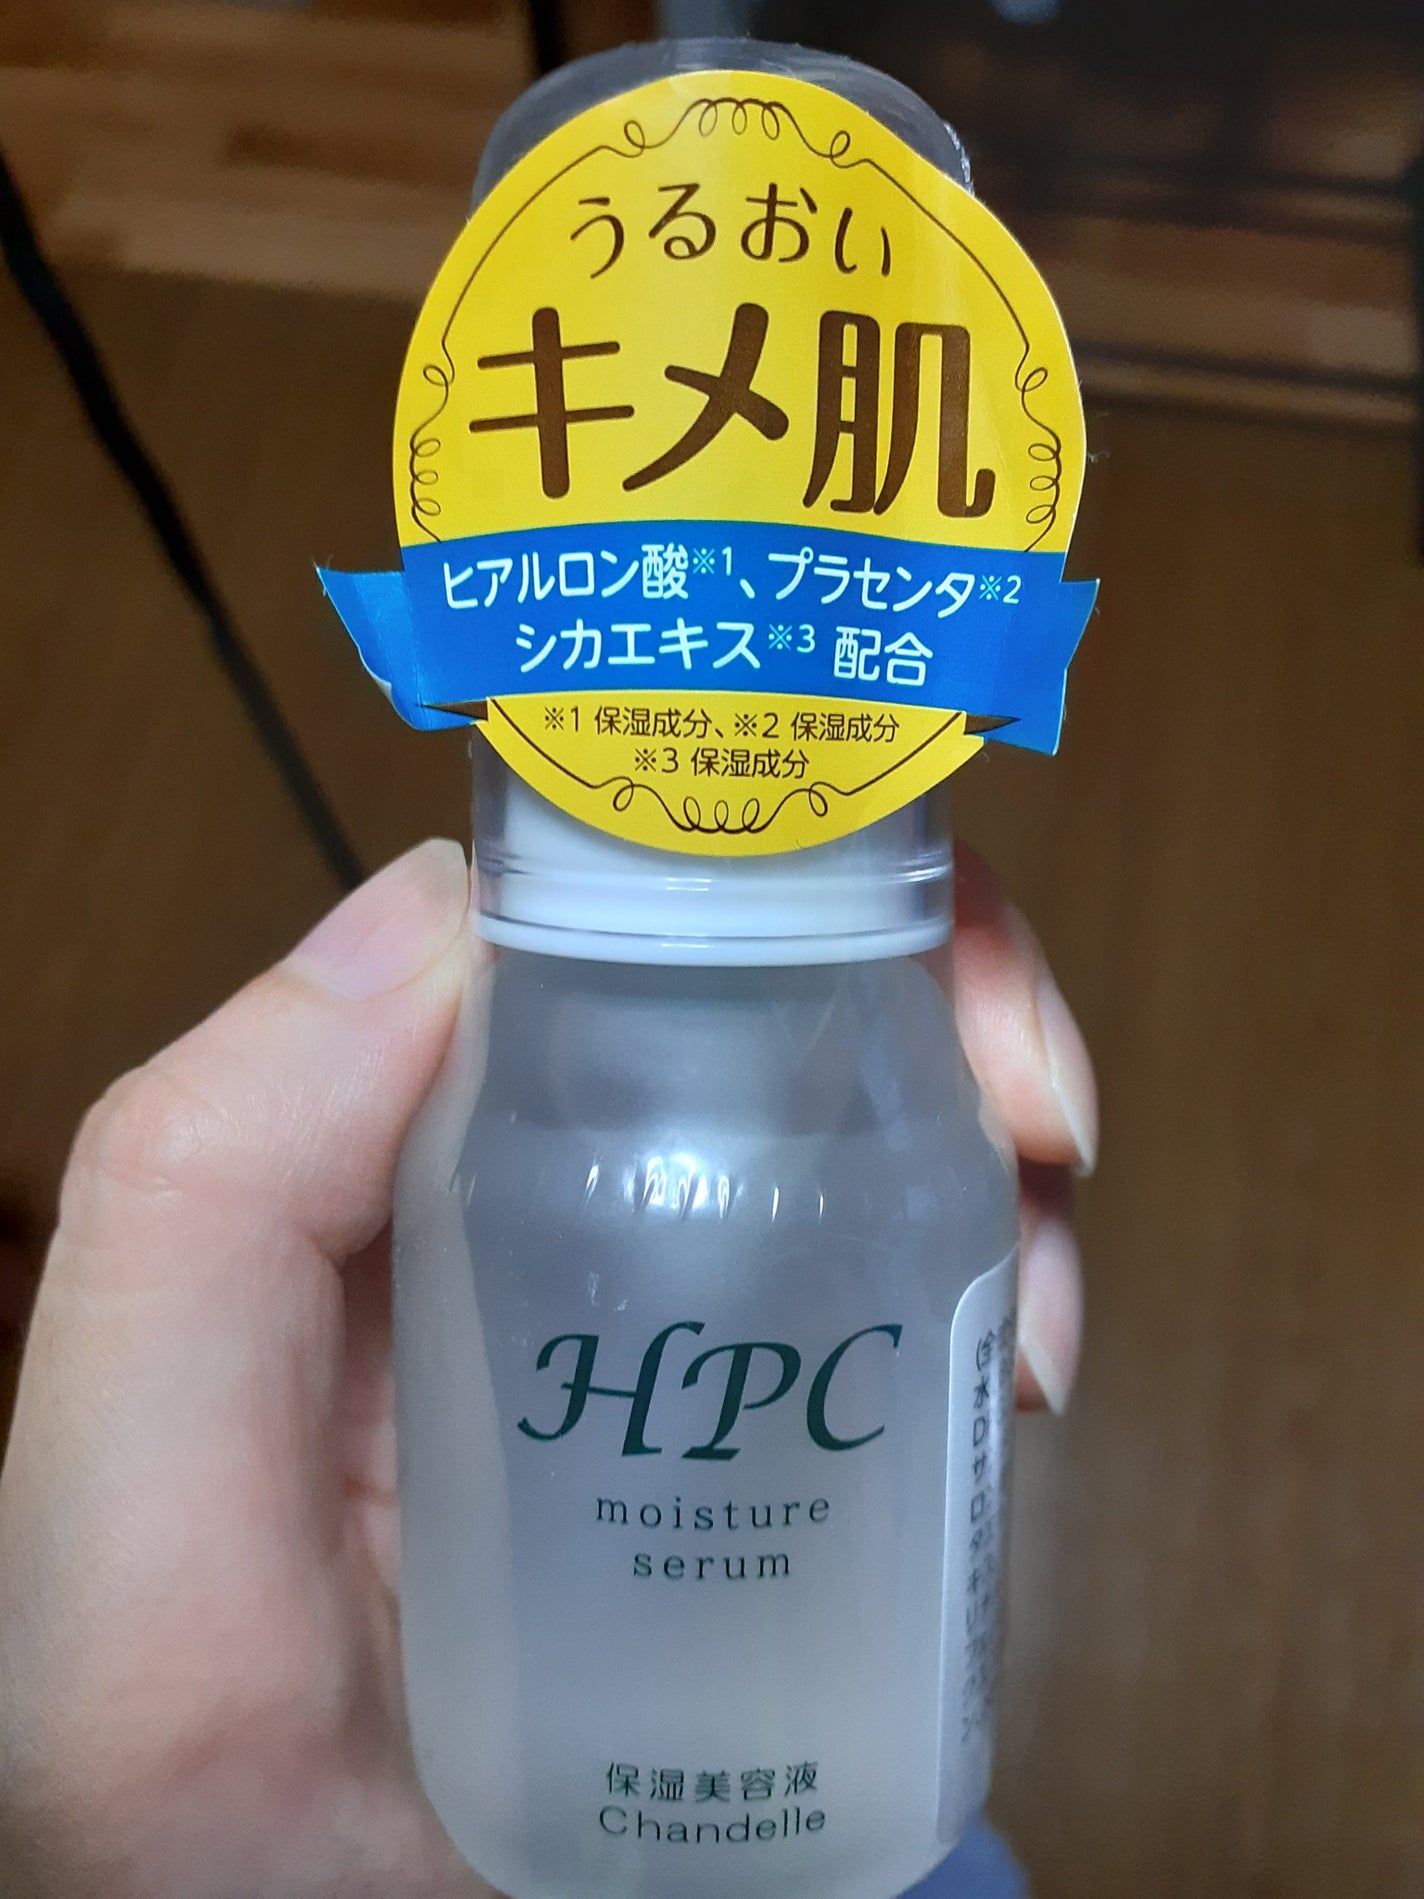 うるおい
キメ肌
ヒアルロン酸※1、プラセンタ※2
シカエキス※3 配合
※1 保湿成分、※2 保湿成分
※3 保湿成分
HPC
moisture
serum
保湿美容液
Chandelle